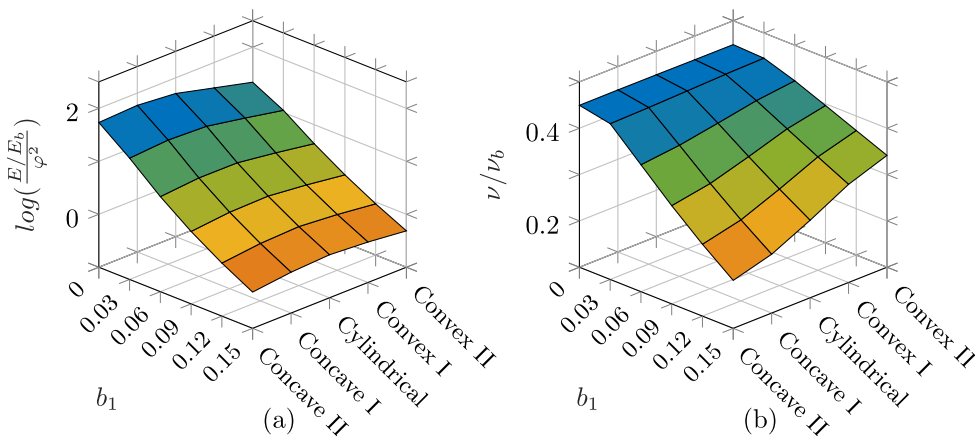 2
0
log(\frac{E/E_b}{φ^2})
0
0.03
0.06
0.09
0.12
0.15
b_1
Concave II
Concave I
Cylindrical
Convex I
Convex II
(a)
0.4
0.2
ν/ν_b
0
0.03
0.06
0.09
0.12
0.15
b_1
Concave II
Concave I
Cylindrical
Convex I
Convex II
(b)